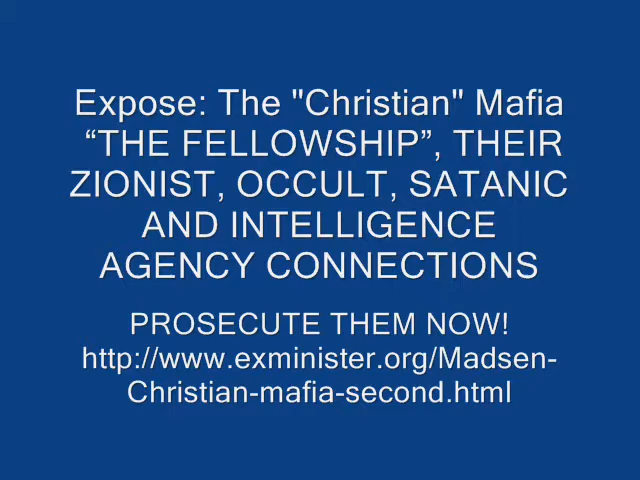 Expose: The "Christian" Mafia
“THE FELLOWSHIP”, THEIR
ZIONIST, OCCULT, SATANIC
AND INTELLIGENCE
AGENCY CONNECTIONS
PROSECUTE THEM NOW!
http://www.exminister.org/Madsen-
Christian-mafia-second.html